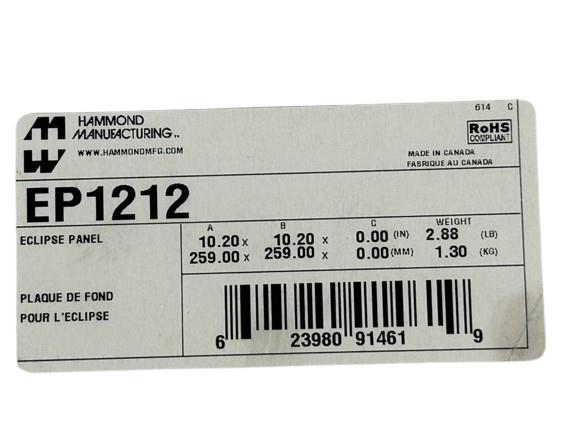 614 C
HAMMOND
MANUFACTURING™
WWW.HAMMONDMFG.COM
RoHS
COMPLIANT
MADE IN CANADA
FABRIQUE AU CANADA
EP1212
A B C WEIGHT
ECLIPSE PANEL 10.20 x 10.20 x 0.00 (IN) 2.88 (LB)
259.00 x 259.00 x 0.00 (MM) 1.30 (KG)
PLAQUE DE FOND
POUR L'ECLIPSE
6 23980 91461 9